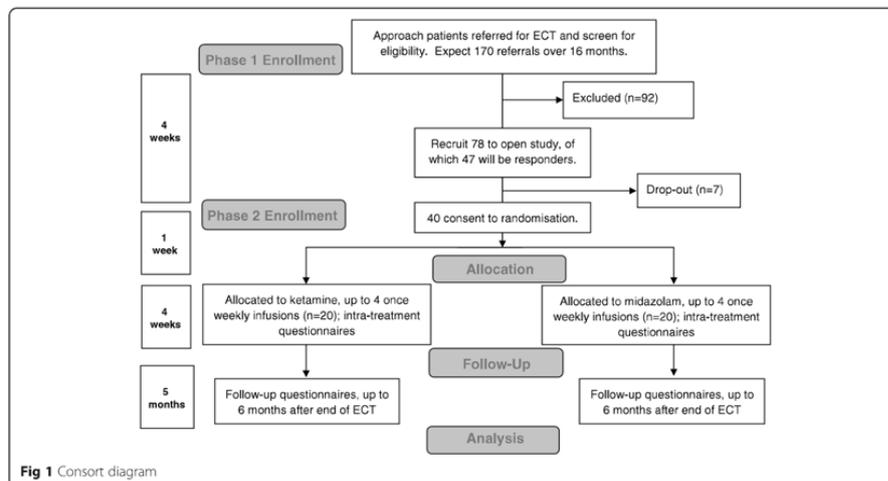 Approach patients referred for ECT and screen for
eligibility. Expect 170 referrals over 16 months.
Phase 1 Enrollment
Excluded (n=92)
4
weeks
Recruit 78 to open study, of
which 47 will be responders.
Drop-out (n=7)
Phase 2 Enrollment
40 consent to randomisation.
1
week
Allocation
4
weeks
Allocated to ketamine, up to 4 once
weekly infusions (n=20); intra-treatment
questionnaires
Allocated to midazolam, up to 4 once
weekly infusions (n=20); intra-treatment
questionnaires
Follow-Up
5
months
Follow-up questionnaires, up to
6 months after end of ECT
Follow-up questionnaires, up to
6 months after end of ECT
Analysis
Fig 1 Consort diagram